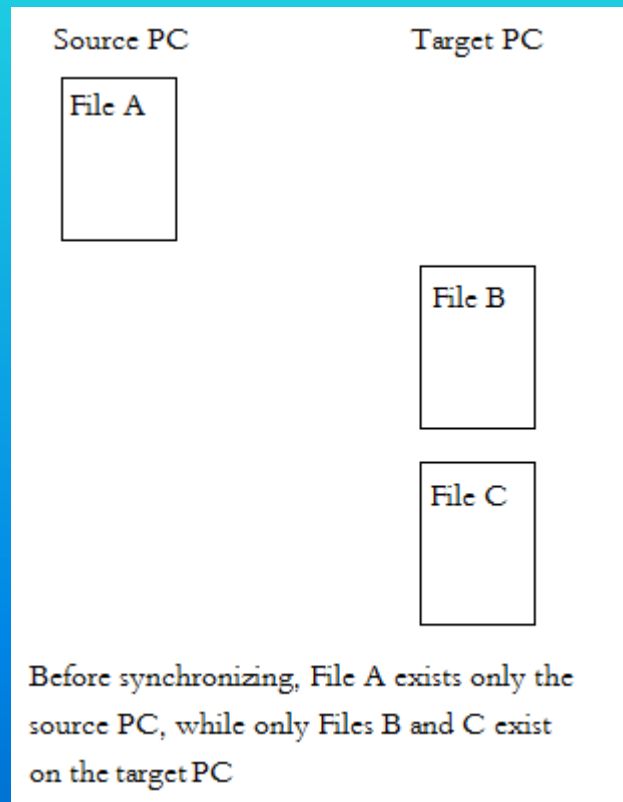 Source PC Target PC
File A
File B
File C
Before synchronizing, File A exists only the
source PC, while only Files B and C exist
on the target PC